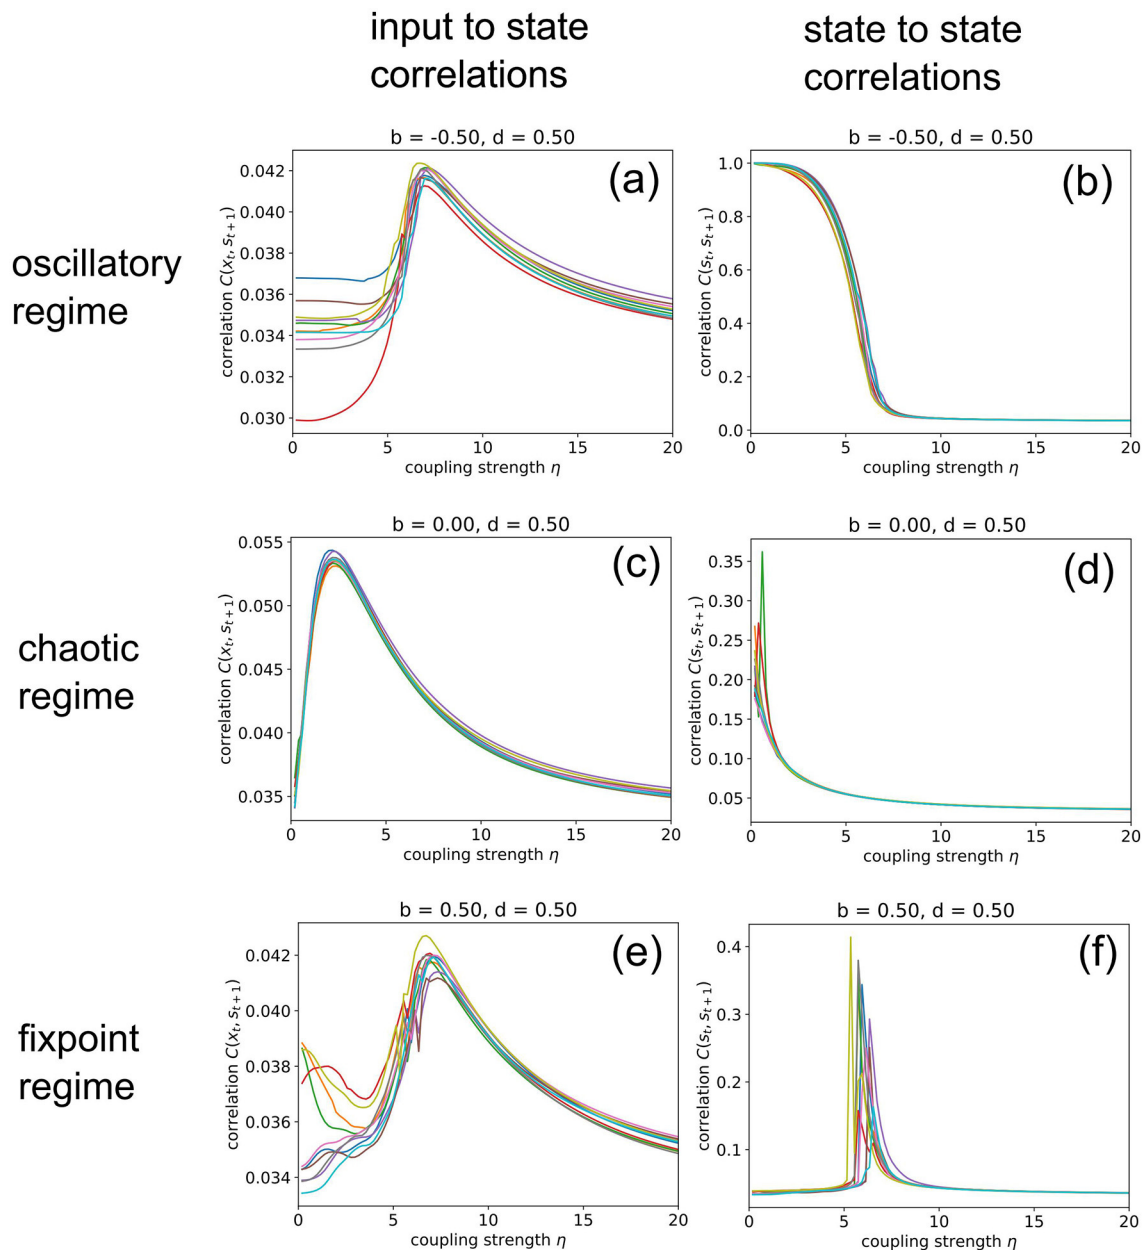 input to state
correlations
state to state
correlations
oscillatory
regime
b = -0.50, d = 0.50
(a)
correlation C(x_t, s_{t+1})
0.042
0.040
0.038
0.036
0.034
0.032
0.030
0 5 10 15 20
coupling strength η
b = -0.50, d = 0.50
(b)
correlation C(s_t, s_{t+1})
1.0
0.8
0.6
0.4
0.2
0.0
0 5 10 15 20
coupling strength η
chaotic
regime
b = 0.00, d = 0.50
(c)
correlation C(x_t, s_{t+1})
0.055
0.050
0.045
0.040
0.035
0 5 10 15 20
coupling strength η
b = 0.00, d = 0.50
(d)
correlation C(s_t, s_{t+1})
0.35
0.30
0.25
0.20
0.15
0.10
0.05
0 5 10 15 20
coupling strength η
fixpoint
regime
b = 0.50, d = 0.50
(e)
correlation C(x_t, s_{t+1})
0.042
0.040
0.038
0.036
0.034
0 5 10 15 20
coupling strength η
b = 0.50, d = 0.50
(f)
correlation C(s_t, s_{t+1})
0.4
0.3
0.2
0.1
0 5 10 15 20
coupling strength η